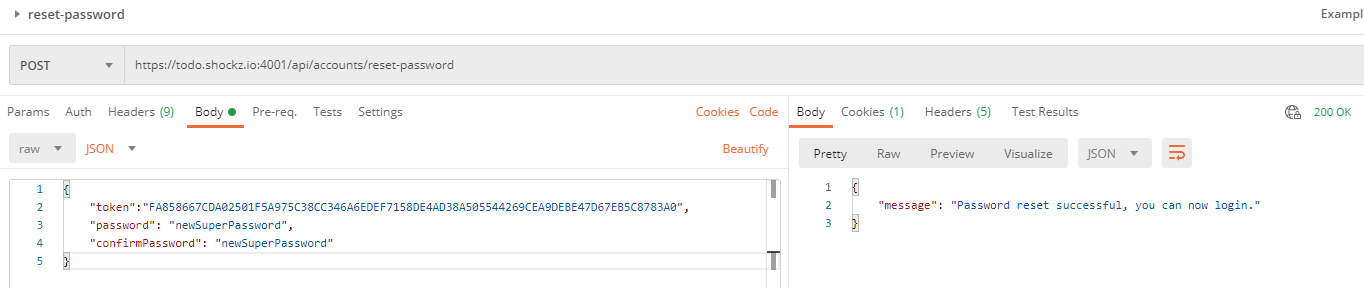 reset-password
Exampl
POST
https://todo.shockz.io:4001/api/accounts/reset-password
Params Auth Headers (9) Body Pre-req. Tests Settings Cookies Code
raw JSON Beautify
1 {
2 "token":"FA858667CDA02501F5A975C38CC346A6EDEF7158DE4AD38A505544269CEA9DEBE47D67EB5C8783A0",
3 "password": "newSuperPassword",
4 "confirmPassword": "newSuperPassword"
5 }
Body Cookies (1) Headers (5) Test Results 200 OK
Pretty Raw Preview Visualize JSON
1 {
2 "message": "Password reset successful, you can now login."
3 }